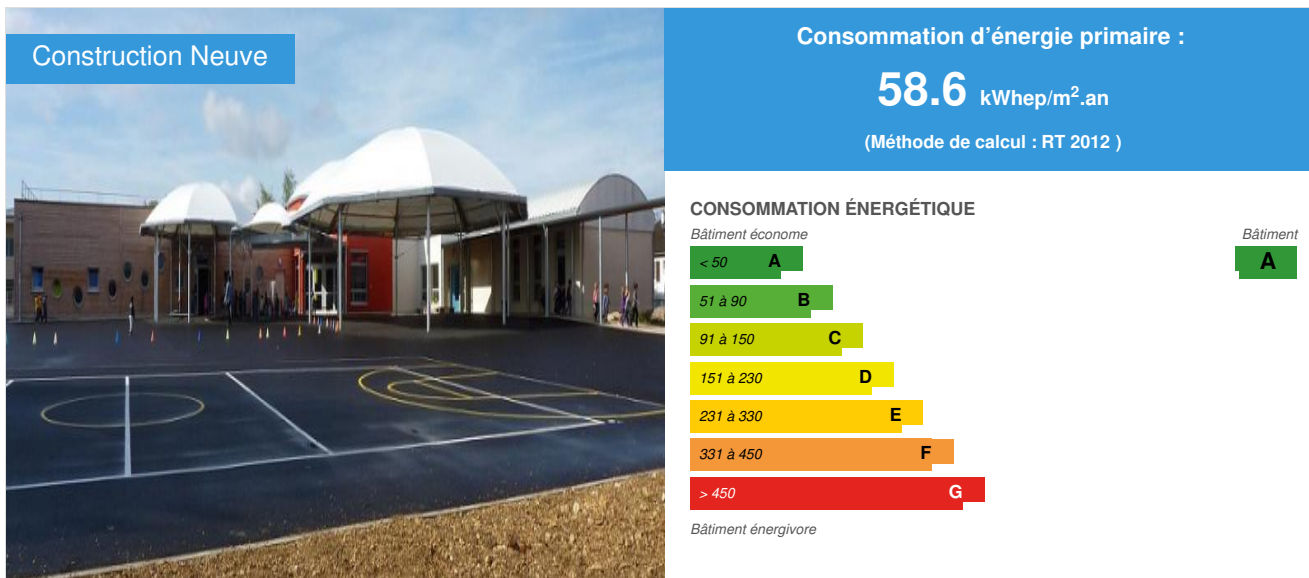 Construction Neuve
Consommation d’énergie primaire :
58.6 kWhep/m².an
(Méthode de calcul : RT 2012 )
CONSOMMATION ÉNERGÉTIQUE
Bâtiment économe
Bâtiment
< 50 A
A
51 à 90 B
91 à 150 C
151 à 230 D
231 à 330 E
331 à 450 F
> 450 G
Bâtiment énergivore